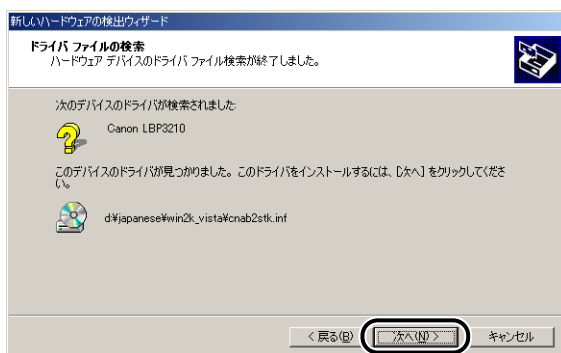 新しいハードウェアの検出ウィザード
ドライバ ファイルの検索
ハードウェア デバイスのドライバ ファイル検索が終了しました。
次のデバイスのドライバが検索されました:
Canon LBP3210
このデバイスのドライバが見つかりました。このドライバをインストールするには、[次へ] をクリックしてくださ
い。
d:¥japanese¥win2k_vista¥cnab2stk.inf
< 戻る(B)
次へ(N) >
キャンセル